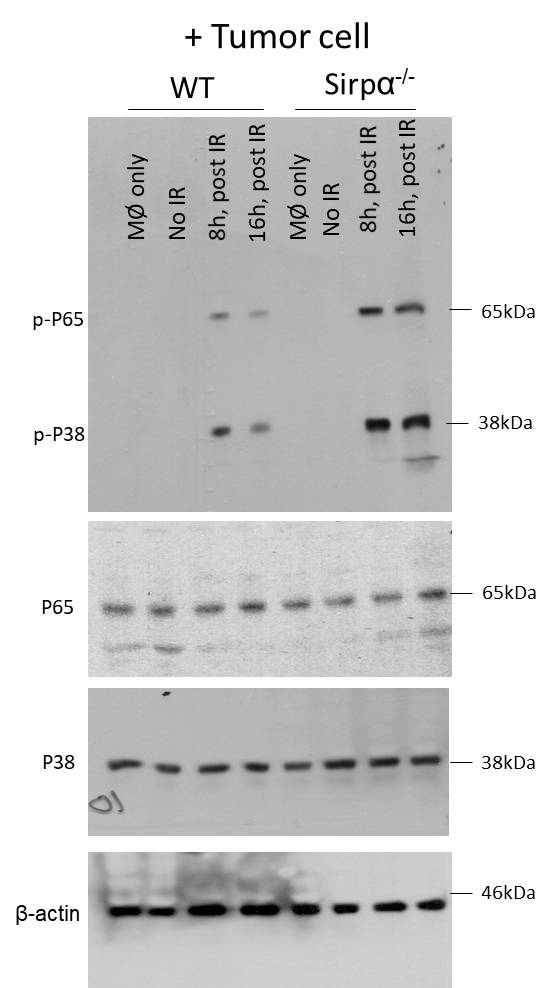 + Tumor cell
WT
Sirpα-/-
MØ only
No IR
8h, post IR
16h, post IR
MØ only
No IR
8h, post IR
16h, post IR
p-P65
65kDa
p-P38
38kDa
P65
65kDa
P38
38kDa
46kDa
β-actin